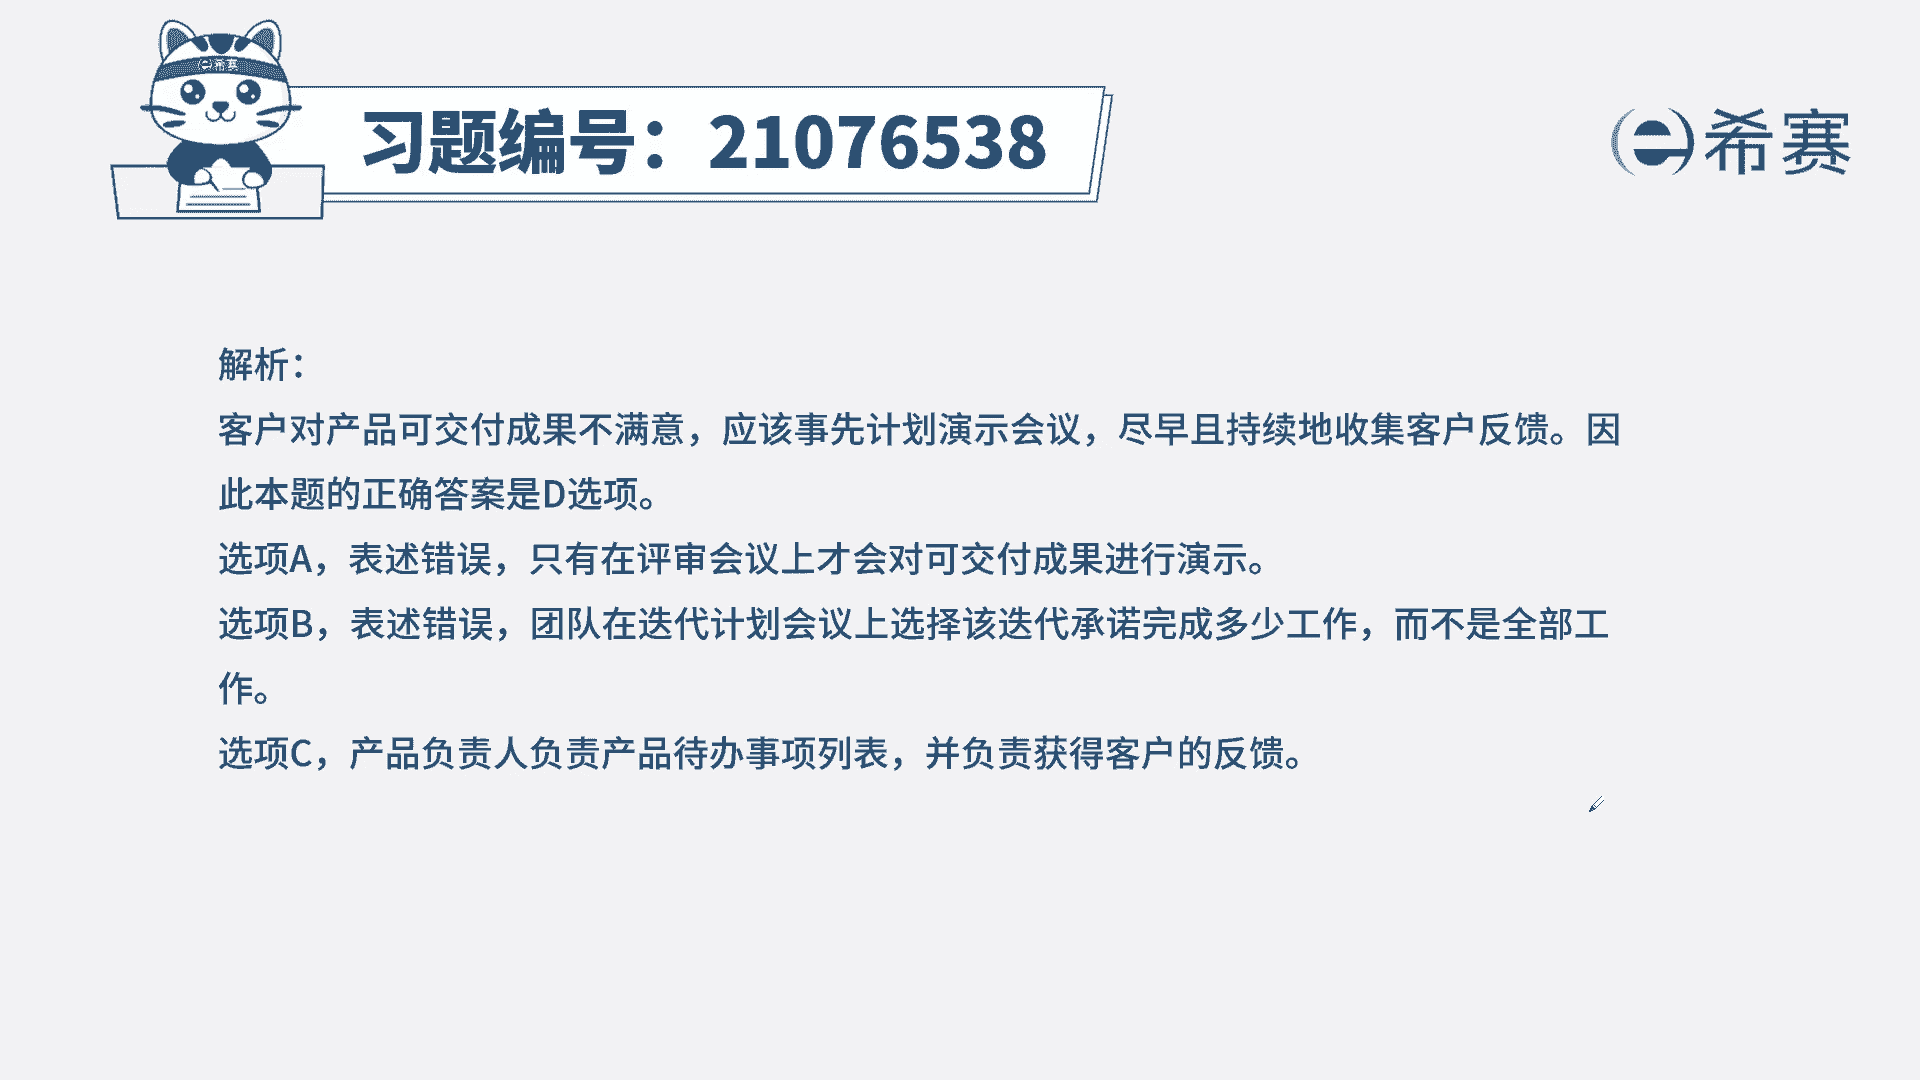 希赛
习题编号：21076538
希赛
解析：
客户对产品可交付成果不满意，应该事先计划演示会议，尽早且持续地收集客户反馈。因
此本题的正确答案是D选项。
选项A，表述错误，只有在评审会议上才会对可交付成果进行演示。
选项B，表述错误，团队在迭代计划会议上选择该迭代承诺完成多少工作，而不是全部工
作。
选项C，产品负责人负责产品待办事项列表，并负责获得客户的反馈。